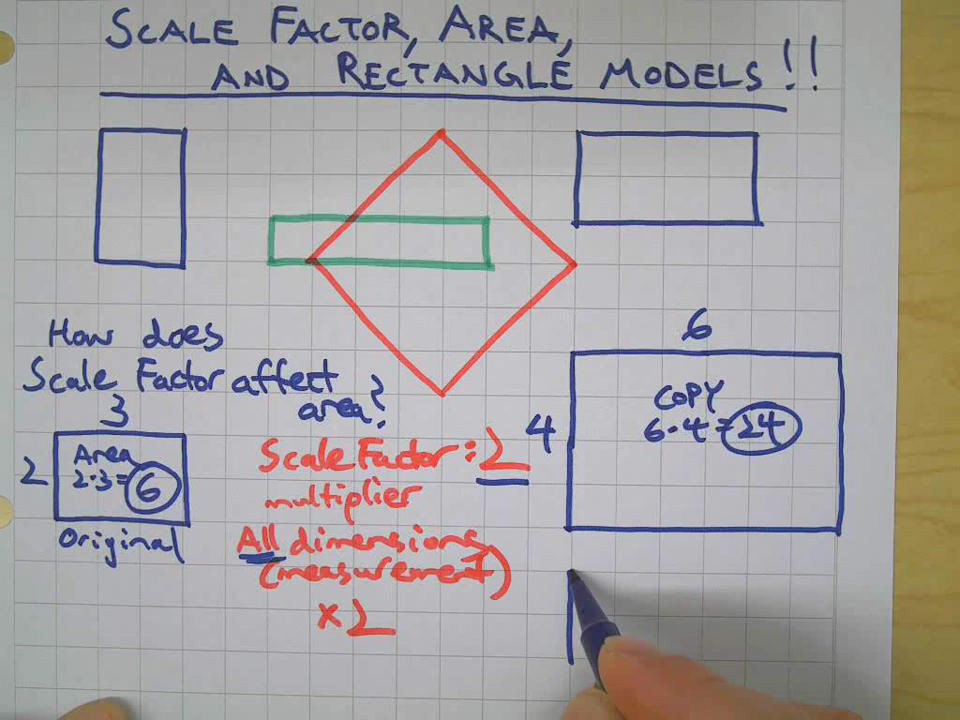 SCALE FACTOR, AREA,
AND RECTANGLE MODELS!!
How does
Scale Factor affect
area?
3
2
Area
2·3=6
Original
Scale Factor: 2
multiplier
All dimensions
(measurement)
x2
6
4
COPY
6·4=24